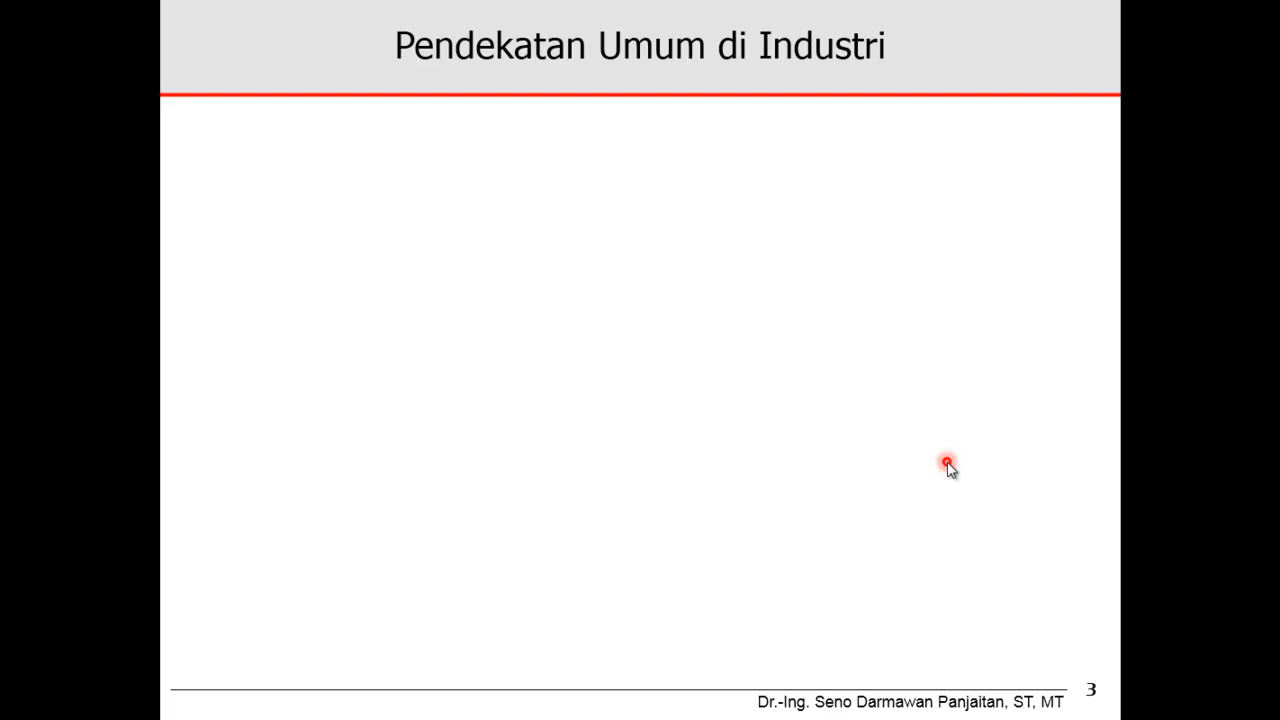 Pendekatan Umum di Industri
3
Dr.-Ing. Seno Darmawan Panjaitan, ST, MT